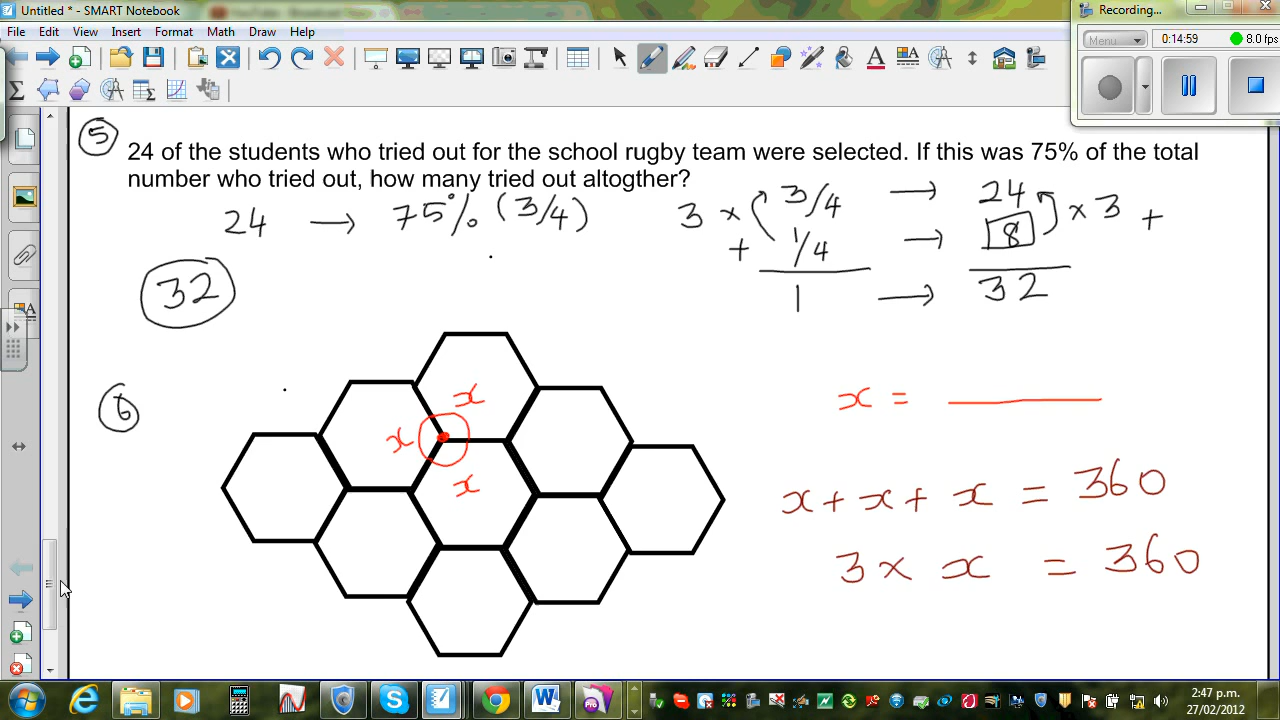 Untitled * - SMART Notebook
Recording...
File Edit View Insert Format Math Draw Help
Menu
0:14:59
8.0 fps
5
24 of the students who tried out for the school rugby team were selected. If this was 75% of the total
number who tried out, how many tried out altogther?
24 → 75% (3/4)
3 × 3/4 → 24 × 3 +
+ 1/4 → 8
1 → 32
32
6
x
x
x
x =
x + x + x = 360
3 × x = 360
2:47 p.m.
27/02/2012